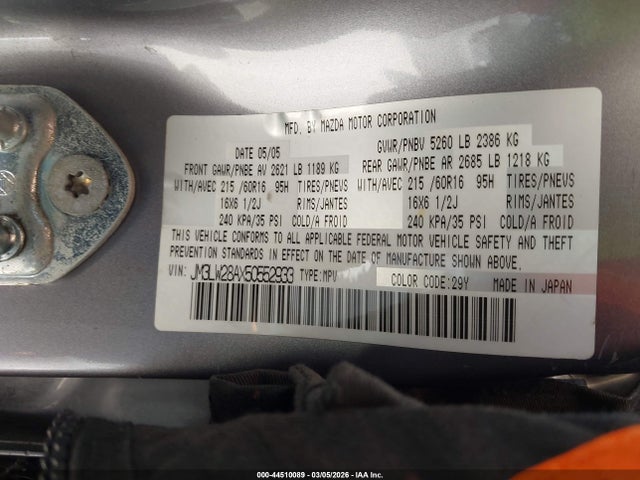 MFD. BY MAZDA MOTOR CORPORATION
DATE 05/05 GVWR/PNBV 5260 LB 2386 KG
FRONT GAWR/PNBE AV 2621 LB 1189 KG REAR GAWR/PNBE AR 2685 LB 1218 KG
WITH/AVEC 215 /60R16 95H TIRES/PNEUS WITH/AVEC 215 /60R16 95H TIRES/PNEUS
16X6 1/2J RIMS/JANTES 16X6 1/2J RIMS/JANTES
240 KPA/35 PSI COLD/A FROID 240 KPA/35 PSI COLD/A FROID
THIS VEHICLE CONFORMS TO ALL APPLICABLE FEDERAL MOTOR VEHICLE SAFETY AND THEFT
PREVENTION STANDARDS IN EFFECT ON THE DATE OF MANUFACTURE SHOWN ABOVE.
VIN: JM3LW28AX50552933 TYPE:MPV COLOR CODE:29Y MADE IN JAPAN
000-44510089 - 03/05/2026 - IAA Inc.